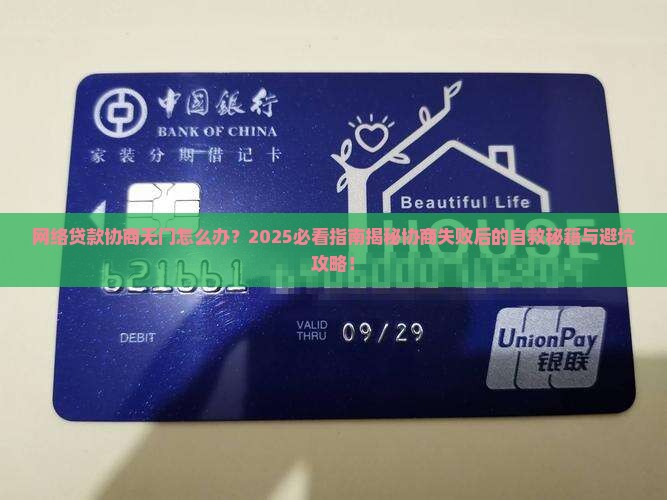 中国银行
BANK OF CHINA
家装分期借记卡
Beautiful Life
HOUSE
网络贷款协商无门怎么办？2025必看指南揭秘协商失败后的自救秘籍与避坑
攻略！
621661
DEBIT
VALID
THRU
09/29
UnionPay
银联